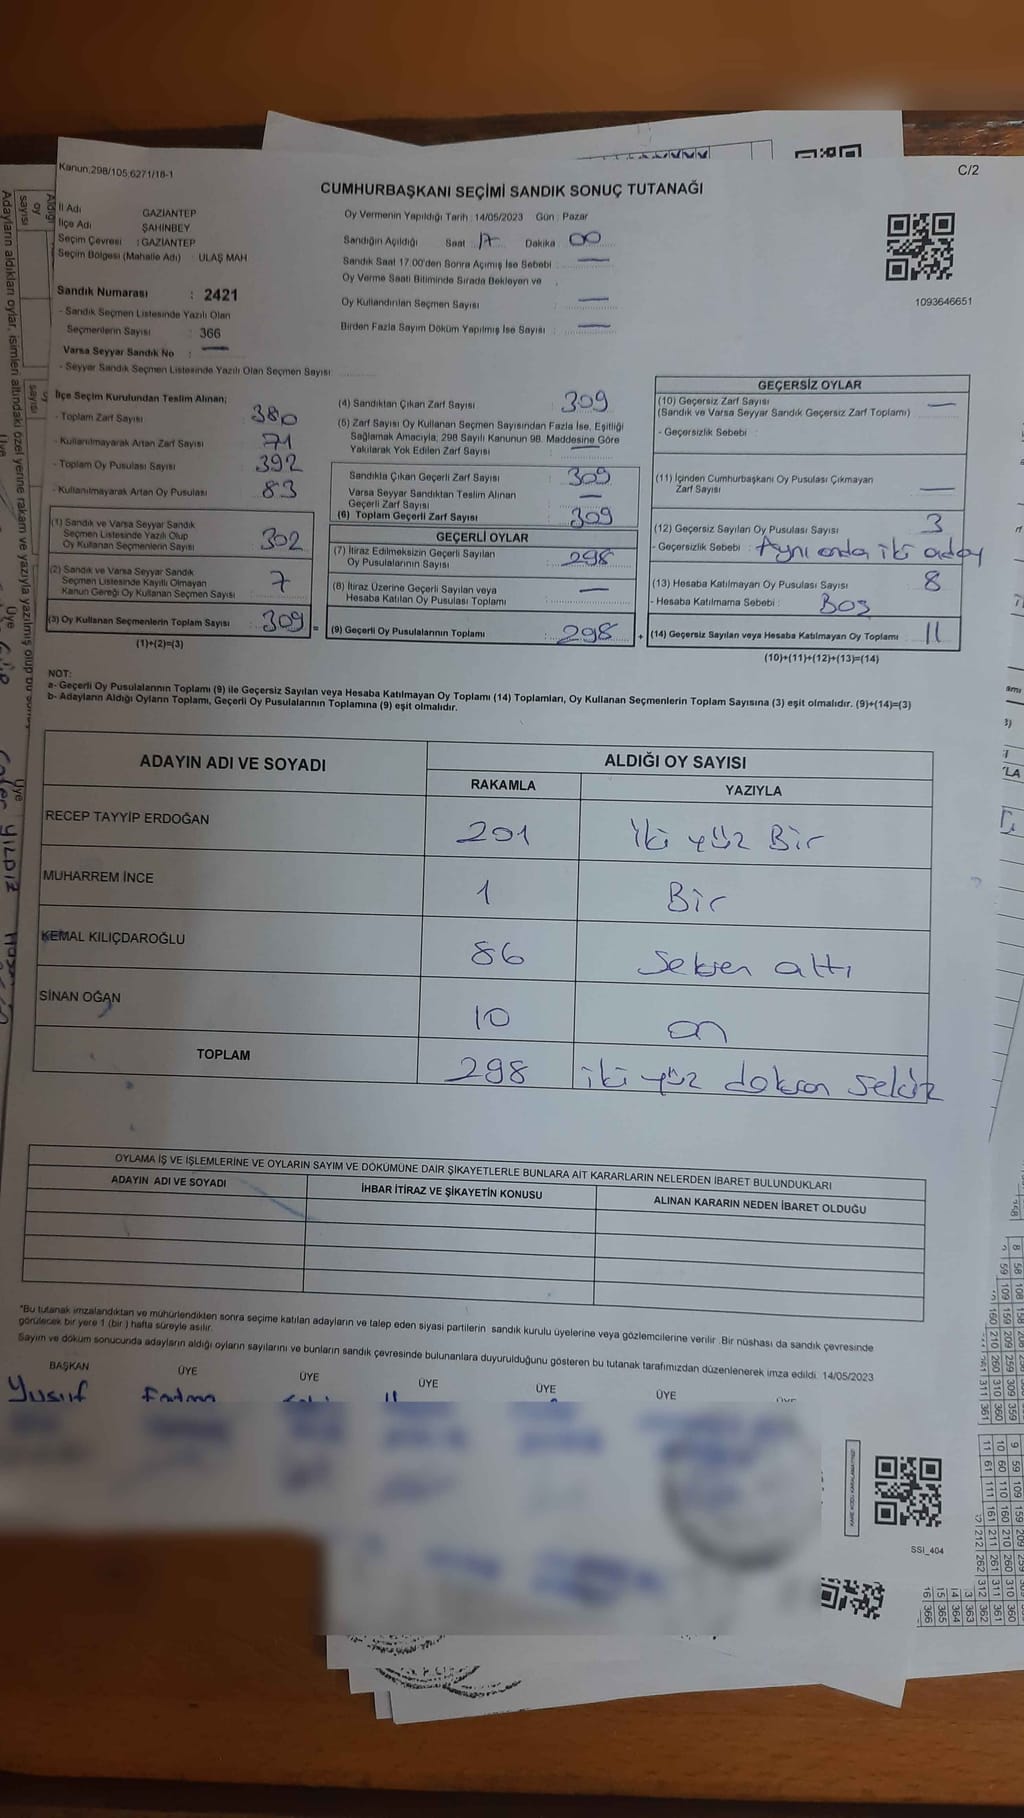 Kanun;298/105;6271/18-1
C/2
CUMHURBAŞKANI SEÇİMİ SANDIK SONUÇ TUTANAĞI
İl Adı GAZİANTEP
İlçe Adı ŞAHİNBEY
Seçim Çevresi : GAZİANTEP
Seçim Bölgesi (Mahalle Adı) : ULAŞ MAH
Sandık Numarası : 2421
- Sandık Seçmen Listesinde Yazılı Olan
Seçmenlerin Sayısı : 366
Varsa Seyyar Sandık No : —
- Seyyar Sandık Seçmen Listesinde Yazılı Olan Seçmen Sayısı:
Oy Vermenin Yapıldığı Tarih : 14/05/2023 Gün : Pazar
Sandığın Açıldığı Saat 17 Dakika 00
Sandık Saat 17.00'den Sonra Açımış İse Sebebi : —
Oy Verme Saati Bitiminde Sırada Bekleyen ve
Oy Kullandırılan Seçmen Sayısı : —
Birden Fazla Sayım Döküm Yapılmış İse Sayısı : —
1093646651
İlçe Seçim Kurulundan Teslim Alınan;
- Toplam Zarf Sayısı 380
- Kullanılmayarak Artan Zarf Sayısı 71
- Toplam Oy Pusulası Sayısı 392
- Kullanılmayarak Artan Oy Pusulası 83
(1) Sandık ve Varsa Seyyar Sandık
Seçmen Listesinde Yazılı Olup
Oy Kullanan Seçmenlerin Sayısı 302
(2) Sandık ve Varsa Seyyar Sandık
Seçmen Listesinde Kayıtlı Olmayan
Kanun Gereği Oy Kullanan Seçmen Sayısı : 7
(3) Oy Kullanan Seçmenlerin Toplam Sayısı : 309 =
(1)+(2)=(3)
(4) Sandıktan Çıkan Zarf Sayısı : 309
(5) Zarf Sayısı Oy Kullanan Seçmen Sayısından Fazla İse, Eşitliği
Sağlamak Amacıyla, 298 Sayılı Kanunun 98. Maddesine Göre
Yakılarak Yok Edilen Zarf Sayısı : —
Sandıkla Çıkan Geçerli Zarf Sayısı : 309
Varsa Seyyar Sandıktan Teslim Alınan
Geçerli Zarf Sayısı —
(6) Toplam Geçerli Zarf Sayısı 309
GEÇERLİ OYLAR
(7) İtiraz Edilmeksizin Geçerli Sayılan
Oy Pusulalarının Sayısı : 298
(8) İtiraz Üzerine Geçerli Sayılan veya
Hesaba Katılan Oy Pusulası Toplamı : —
(9) Geçerli Oy Pusulalarının Toplamı : 298 +
GEÇERSİZ OYLAR
(10) Geçersiz Zarf Sayısı —
(Sandık ve Varsa Seyyar Sandık Geçersiz Zarf Toplamı)
- Geçersizlik Sebebi :
(11) İçinden Cumhurbaşkanı Oy Pusulası Çıkmayan
Zarf Sayısı —
(12) Geçersiz Sayılan Oy Pusulası Sayısı 3
- Geçersizlik Sebebi : Aynı anda iki aday
(13) Hesaba Katılmayan Oy Pusulası Sayısı 8
- Hesaba Katılmama Sebebi : BOŞ
(14) Geçersiz Sayılan veya Hesaba Katılmayan Oy Toplamı 11
(10)+(11)+(12)+(13)=(14)
NOT:
a- Geçerli Oy Pusulalarının Toplamı (9) ile Geçersiz Sayılan veya Hesaba Katılmayan Oy Toplamı (14) Toplamları, Oy Kullanan Seçmenlerin Toplam Sayısına (3) eşit olmalıdır. (9)+(14)=(3)
b- Adayların Aldığı Oyların Toplamı, Geçerli Oy Pusulalarının Toplamına (9) eşit olmalıdır.
ADAYIN ADI VE SOYADI
ALDIĞI OY SAYISI
RAKAMLA YAZIYLA
RECEP TAYYİP ERDOĞAN 201 iki yüz Bir
MUHARREM İNCE 1 Bir
KEMAL KILIÇDAROĞLU 86 seksen altı
SİNAN OĞAN 10 on
TOPLAM 298 iki yüz doksan sekiz
OYLAMA İŞ VE İŞLEMLERİNE VE OYLARIN SAYIM VE DÖKÜMÜNE DAİR ŞİKAYETLERLE BUNLARA AİT KARARLARIN NELERDEN İBARET BULUNDUKLARI
ADAYIN ADI VE SOYADI İHBAR İTİRAZ VE ŞİKAYETİN KONUSU ALINAN KARARIN NEDEN İBARET OLDUĞU
*Bu tutanak imzalandıktan ve mühürlendikten sonra seçime katılan adayların ve talep eden siyasi partilerin sandık kurulu üyelerine veya gözlemcilerine verilir .Bir nüshası da sandık çevresinde
görülecek bir yere 1 (bir ) hafta süreyle asılır.
Sayım ve döküm sonucunda adayların aldığı oyların sayılarını ve bunların sandık çevresinde bulunanlara duyurulduğunu gösteren bu tutanak tarafımızdan düzenlenerek imza edildi. 14/05/2023
BAŞKAN ÜYE ÜYE ÜYE ÜYE ÜYE
Yusuf Fatma
SSI_404